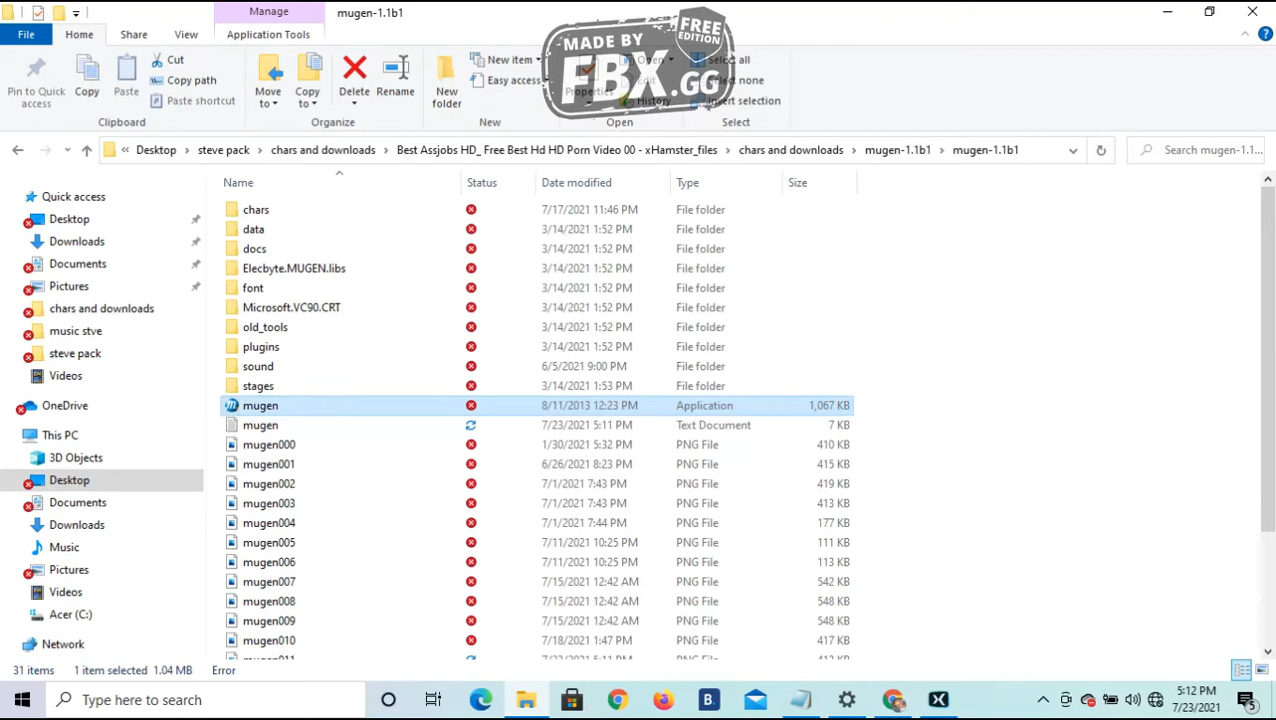 Manage
mugen-1.1b1
File
Home
Share
View
Application Tools
MADE BY
FBX.GG
FREE
EDITION
Pin to Quick
access
Copy
Paste
Cut
Copy path
Paste shortcut
Clipboard
Move
to
Copy
to
Delete
Rename
Organize
New
folder
New item
Easy access
New
Properties
Open
Edit
History
Open
Select all
Select none
Invert selection
Select
« Desktop › steve pack › chars and downloads › Best Assjobs HD_ Free Best Hd HD Porn Video 00 - xHamster_files › chars and downloads › mugen-1.1b1 › mugen-1.1b1
Search mugen-1.1...
Name Status Date modified Type Size
Quick access
Desktop
Downloads
Documents
Pictures
chars and downloads
music stve
steve pack
Videos
OneDrive
This PC
3D Objects
Desktop
Documents
Downloads
Music
Pictures
Videos
Acer (C:)
Network
chars 7/17/2021 11:46 PM File folder
data 3/14/2021 1:52 PM File folder
docs 3/14/2021 1:52 PM File folder
Elecbyte.MUGEN.libs 3/14/2021 1:52 PM File folder
font 3/14/2021 1:52 PM File folder
Microsoft.VC90.CRT 3/14/2021 1:52 PM File folder
old_tools 3/14/2021 1:52 PM File folder
plugins 3/14/2021 1:52 PM File folder
sound 6/5/2021 9:00 PM File folder
stages 3/14/2021 1:53 PM File folder
mugen 8/11/2013 12:23 PM Application 1,067 KB
mugen 7/23/2021 5:11 PM Text Document 7 KB
mugen000 1/30/2021 5:32 PM PNG File 410 KB
mugen001 6/26/2021 8:23 PM PNG File 415 KB
mugen002 7/1/2021 7:43 PM PNG File 419 KB
mugen003 7/1/2021 7:43 PM PNG File 413 KB
mugen004 7/1/2021 7:44 PM PNG File 177 KB
mugen005 7/11/2021 10:25 PM PNG File 111 KB
mugen006 7/11/2021 10:25 PM PNG File 113 KB
mugen007 7/15/2021 12:42 AM PNG File 542 KB
mugen008 7/15/2021 12:42 AM PNG File 548 KB
mugen009 7/15/2021 12:42 AM PNG File 548 KB
mugen010 7/18/2021 1:47 PM PNG File 417 KB
31 items 1 item selected 1.04 MB Error
Type here to search
B.
5:12 PM
7/23/2021
5